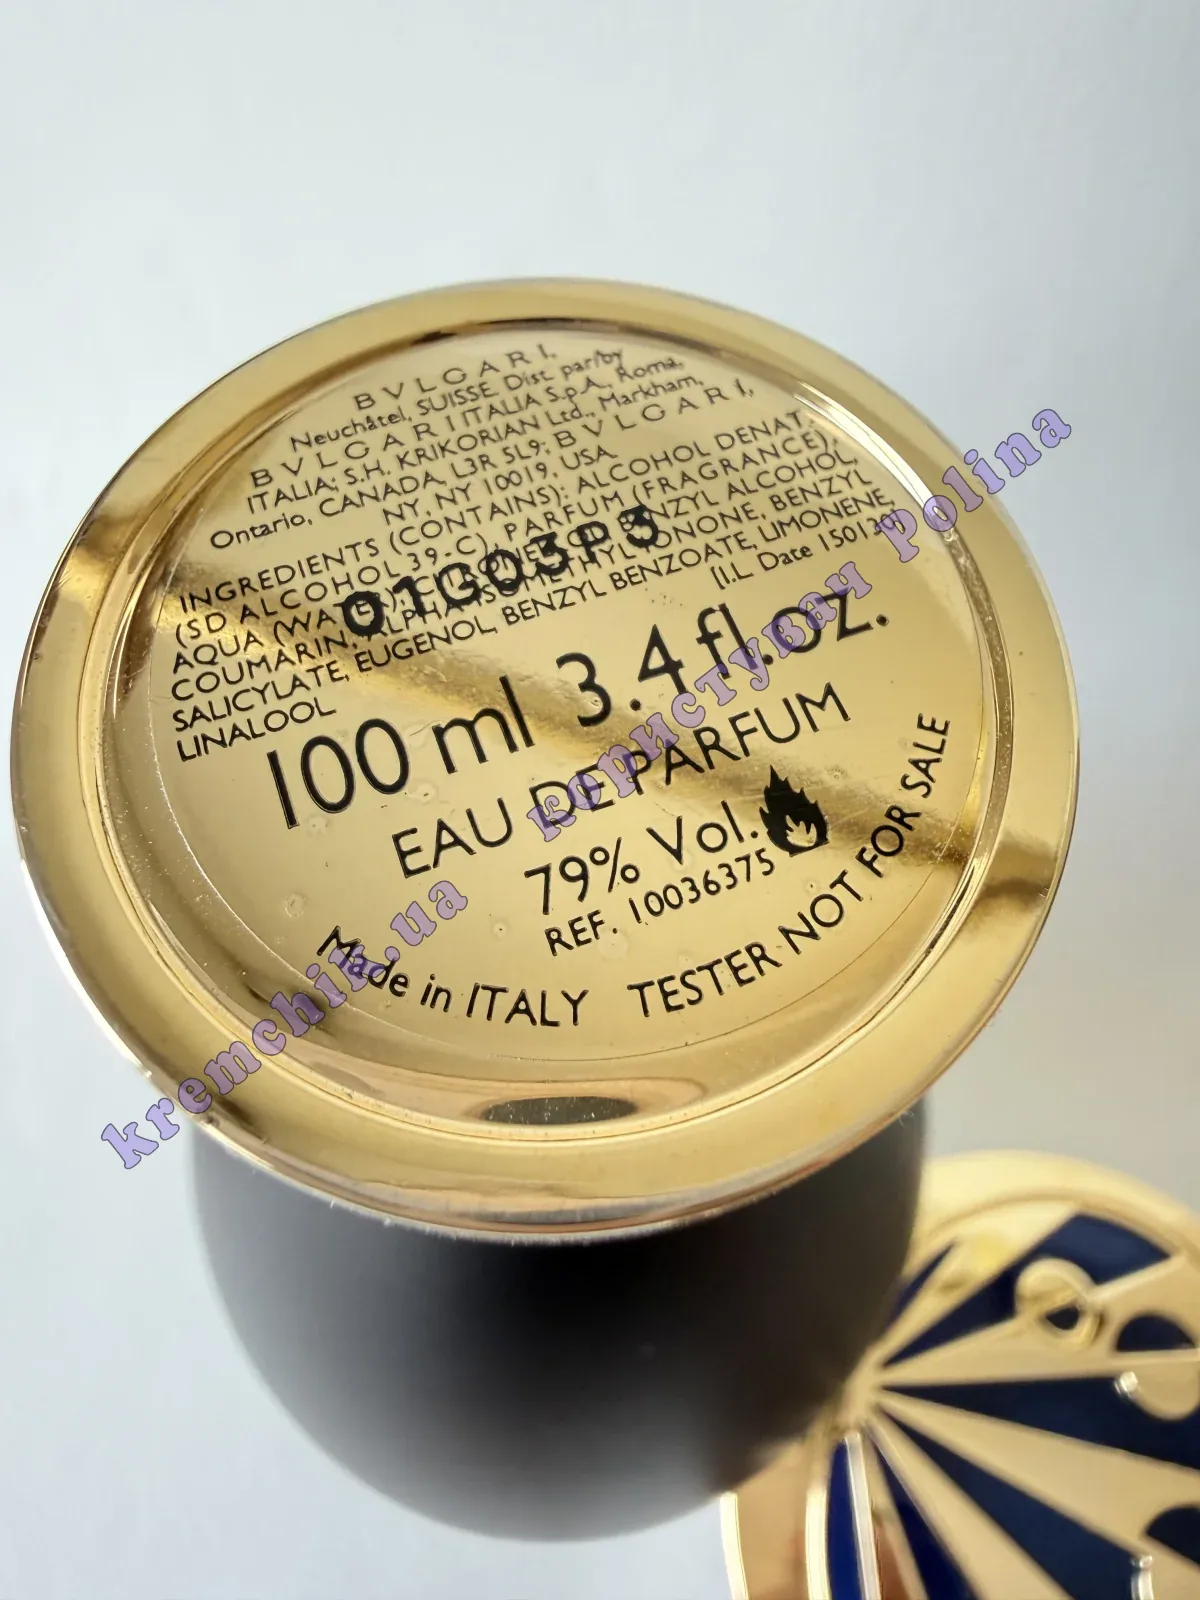 BVLGARI,
Neuchâtel, SUISSE Dist. par/by
BVLGARI ITALIA S.p.A., Roma,
ITALIA; S.H. KRIKORIAN Ltd., Markham,
Ontario, CANADA, L3R 5L9; BVLGARI,
NY, NY 10019, USA
INGREDIENTS (CONTAINS): ALCOHOL DENAT.
(SD ALCOHOL 39-C), PARFUM (FRAGRANCE),
AQUA (WATER), BENZYL ALCOHOL,
COUMARIN, ALPHA-ISOMETHYL IONONE, BENZYL
SALICYLATE, EUGENOL, BENZYL BENZOATE, LIMONENE,
LINALOOL
[I.L. Date
01G03P3
100 ml 3.4 fl.oz.
EAU DE PARFUM
79% Vol.
REF. 10036375
Made in ITALY TESTER NOT FOR SALE
kremchik.ua користувач Polina